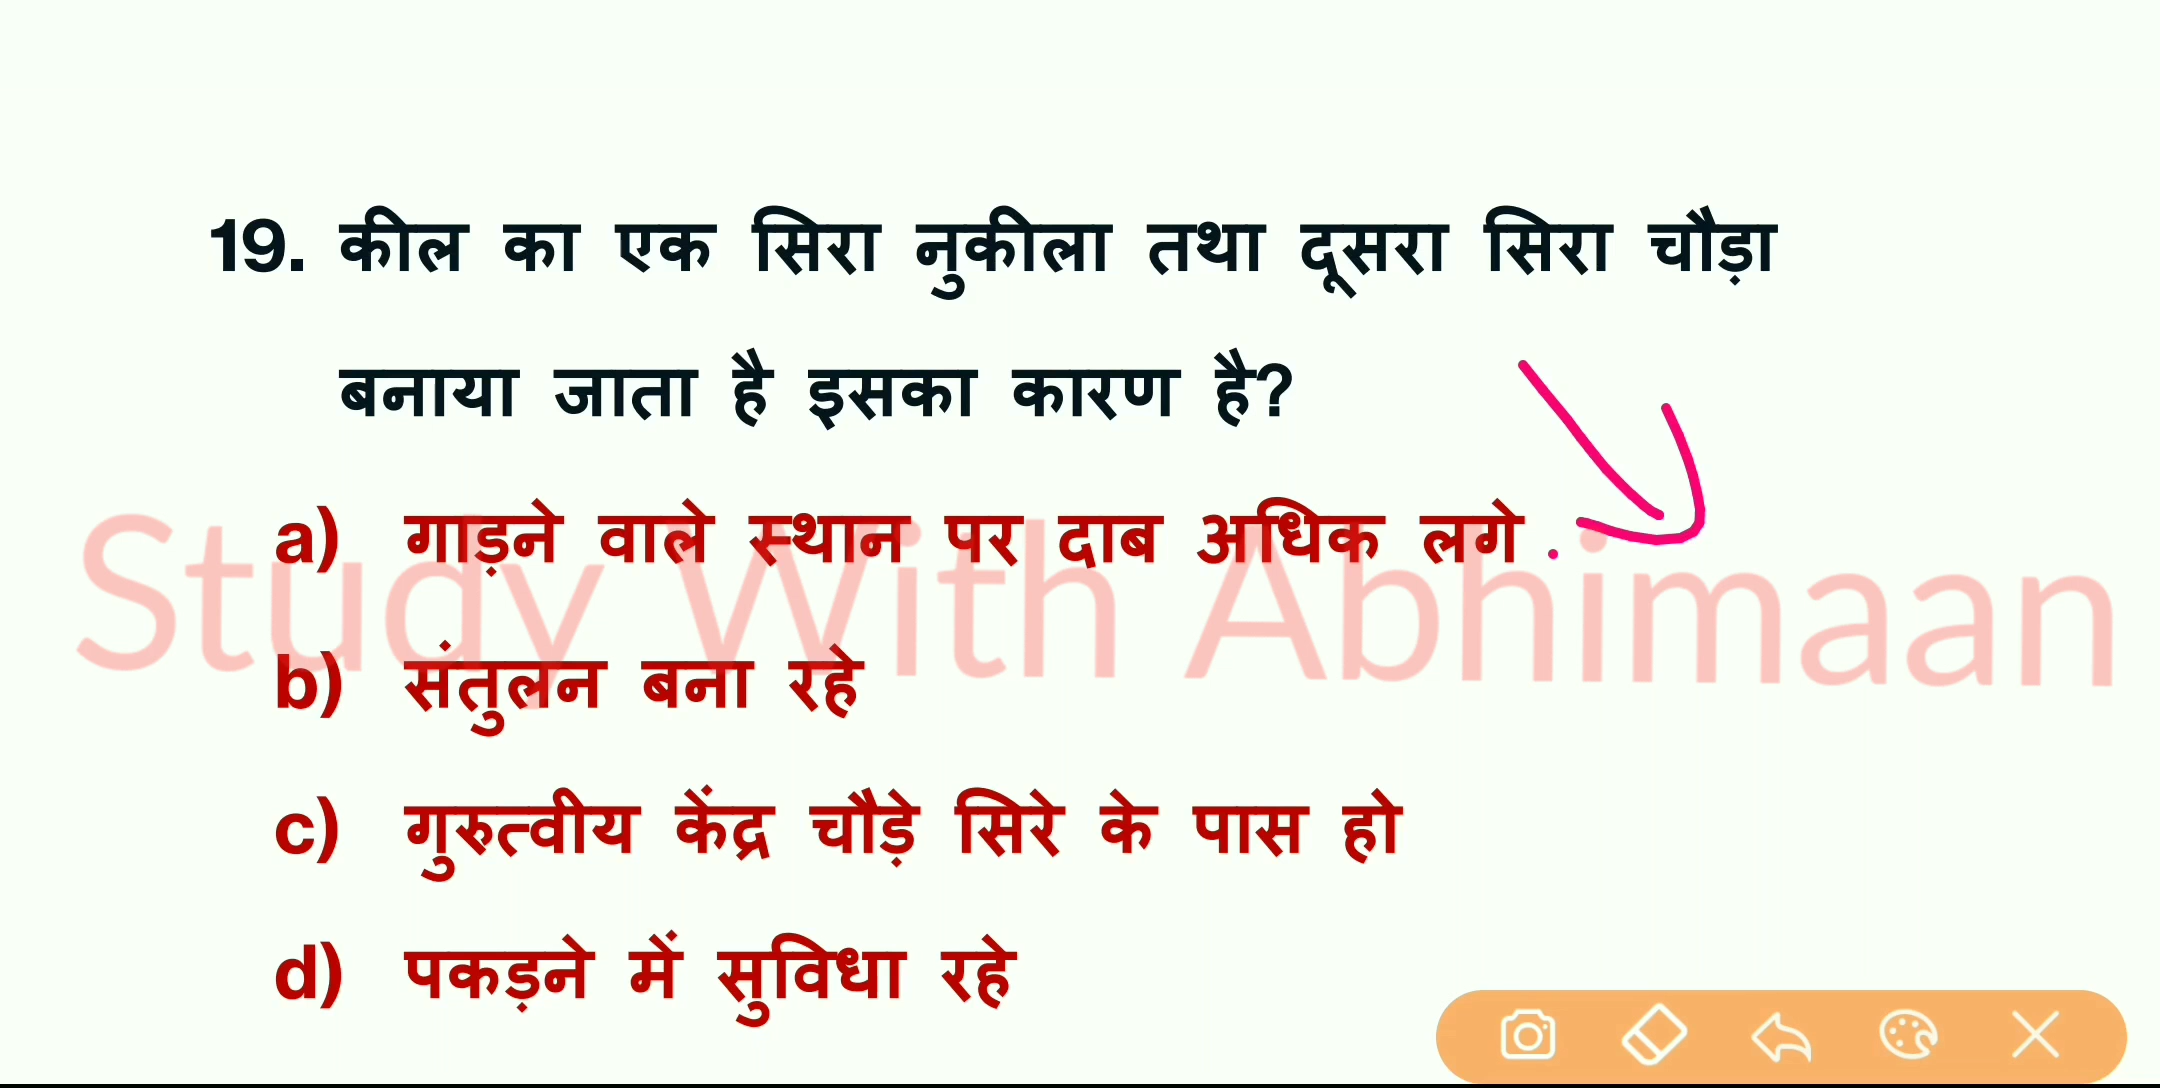 19. कील का एक सिरा नुकीला तथा दूसरा सिरा चौड़ा
बनाया जाता है इसका कारण है?
a) गाड़ने वाले स्थान पर दाब अधिक लगे
Study With Abhimaan
b) संतुलन बना रहे
c) गुरुत्वीय केंद्र चौड़े सिरे के पास हो
d) पकड़ने में सुविधा रहे